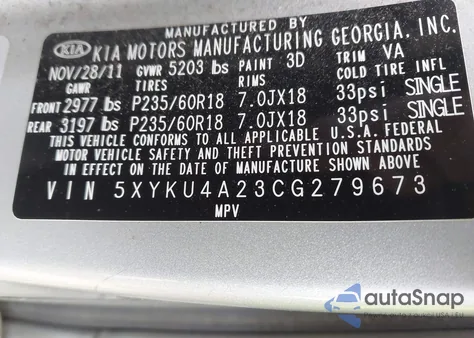 MANUFACTURED BY
KIA KIA MOTORS MANUFACTURING GEORGIA, INC.
NOV/28/11 GVWR 5203 lbs PAINT 3D TRIM VA
GAWR TIRES RIMS COLD TIRE INFL
FRONT 2977 lbs P235/60R18 7.0JX18 33psi SINGLE
REAR 3197 lbs P235/60R18 7.0JX18 33psi SINGLE
THIS VEHICLE CONFORMS TO ALL APPLICABLE U.S.A. FEDERAL
MOTOR VEHICLE SAFETY AND THEFT PREVENTION STANDARDS
IN EFFECT ON THE DATE OF MANUFACTURE SHOWN ABOVE
VIN 5XYKU4A23CG279673
MPV
autoSnap